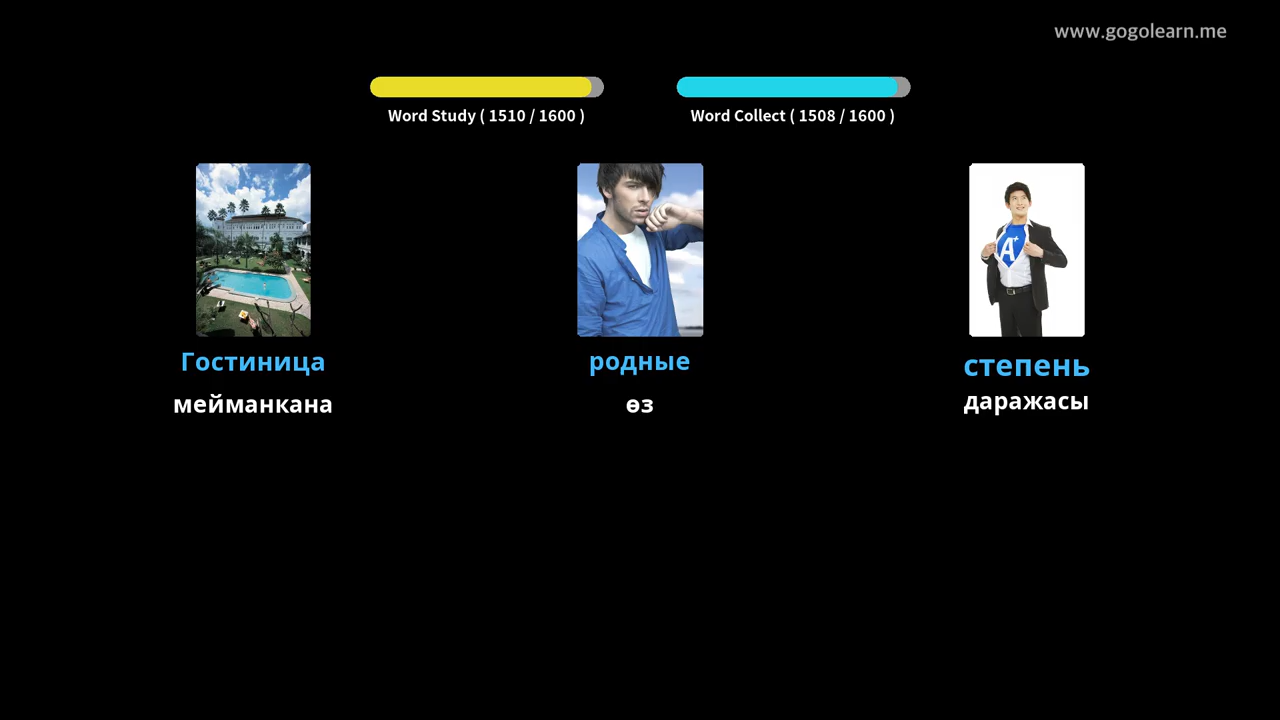 www.gogolearn.me
Word Study ( 1510 / 1600 )
Word Collect ( 1508 / 1600 )
A+
Гостиница
мейманкана
родные
өз
степень
даражасы